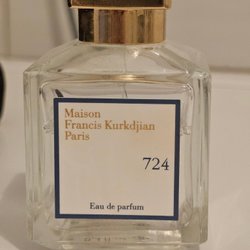 Maison
Francis Kurkdjian
Paris
724
Eau de parfum